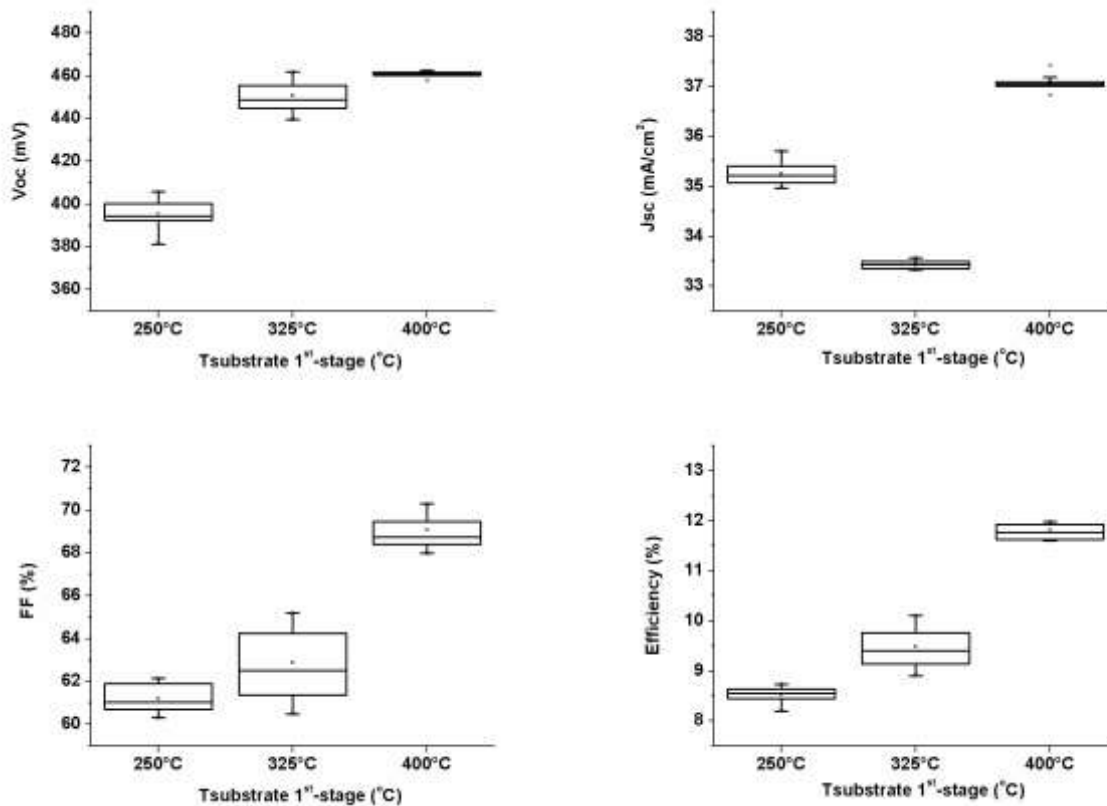 480
460
440
420
400
380
360
Voc (mV)
250°C 325°C 400°C
Tsubstrate 1st-stage (°C)
38
37
36
35
34
33
Jsc (mA/cm²)
250°C 325°C 400°C
Tsubstrate 1st-stage (°C)
72
70
68
66
64
62
60
FF (%)
250°C 325°C 400°C
Tsubstrate 1st-stage (°C)
13
12
11
10
9
8
Efficiency (%)
250°C 325°C 400°C
Tsubstrate 1st-stage (°C)